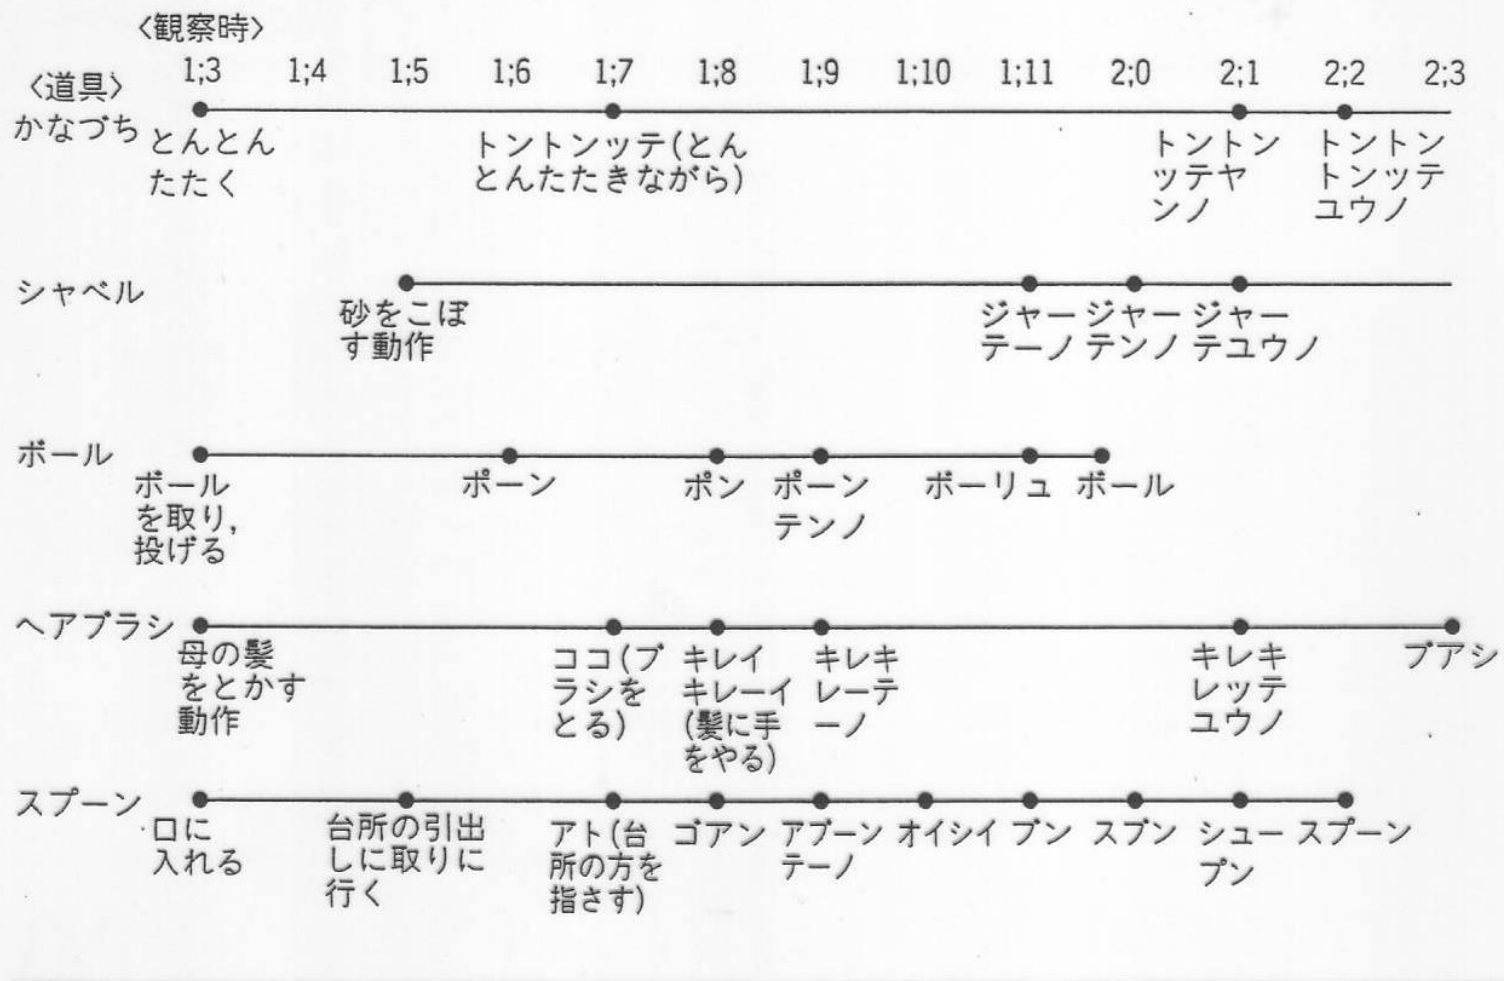 〈観察時〉
1;3 1;4 1;5 1;6 1;7 1;8 1;9 1;10 1;11 2;0 2;1 2;2 2;3
〈道具〉
かなづち
とんとん
たたく
トントンッテ(とん
とんたたきながら)
トントン
ッテヤ
ンノ
トントン
トンッテ
ユウノ
シャベル
砂をこぼ
す動作
ジャー
テーノ
ジャー
テンノ
ジャー
テユウノ
ボール
ボール
を取り,
投げる
ポーン
ポン
ポーン
テンノ
ボーリュ
ボール
ヘアブラシ
母の髪
をとかす
動作
ココ(ブ
ラシを
とる)
キレイ
キレーイ
(髪に手
をやる)
キレキ
レーテ
ーノ
キレキ
レッテ
ユウノ
ブアシ
スプーン
口に
入れる
台所の引出
しに取りに
行く
アト(台
所の方を
指さす)
ゴアン
アブーン
テーノ
オイシイ
ブン
スブン
シュー
プン
スプーン